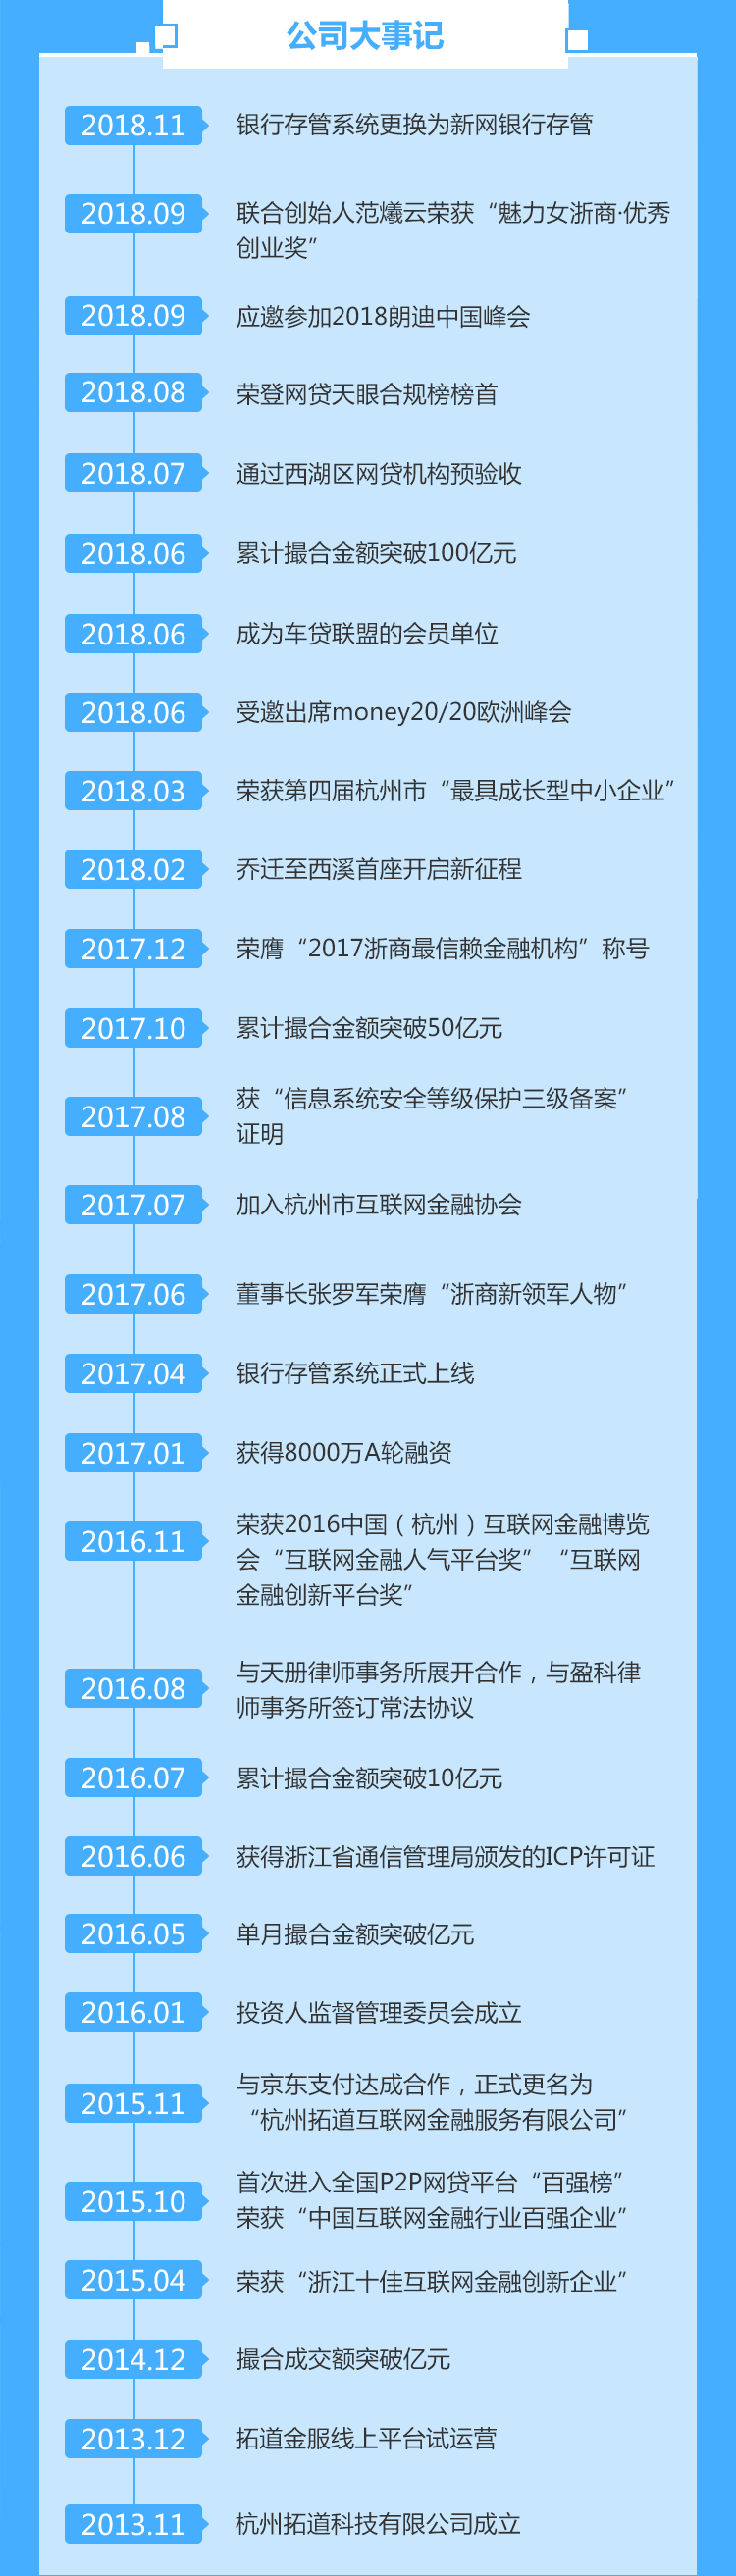 公司大事记
2018.11
银行存管系统更换为新网银行存管
2018.09
联合创始人范爔云荣获“魅力女浙商·优秀
创业奖”
2018.09
应邀参加2018朗迪中国峰会
2018.08
荣登网贷天眼合规榜榜首
2018.07
通过西湖区网贷机构预验收
2018.06
累计撮合金额突破100亿元
2018.06
成为车贷联盟的会员单位
2018.06
受邀出席money20/20欧洲峰会
2018.03
荣获第四届杭州市“最具成长型中小企业”
2018.02
乔迁至西溪首座开启新征程
2017.12
荣膺“2017浙商最信赖金融机构”称号
2017.10
累计撮合金额突破50亿元
2017.08
获“信息系统安全等级保护三级备案”
证明
2017.07
加入杭州市互联网金融协会
2017.06
董事长张罗军荣膺“浙商新领军人物”
2017.04
银行存管系统正式上线
2017.01
获得8000万A轮融资
2016.11
荣获2016中国（杭州）互联网金融博览
会“互联网金融人气平台奖” “互联网
金融创新平台奖”
2016.08
与天册律师事务所展开合作，与盈科律
师事务所签订常法协议
2016.07
累计撮合金额突破10亿元
2016.06
获得浙江省通信管理局颁发的ICP许可证
2016.05
单月撮合金额突破亿元
2016.01
投资人监督管理委员会成立
2015.11
与京东支付达成合作，正式更名为
“杭州拓道互联网金融服务有限公司”
2015.10
首次进入全国P2P网贷平台“百强榜”
荣获“中国互联网金融行业百强企业”
2015.04
荣获“浙江十佳互联网金融创新企业”
2014.12
撮合成交额突破亿元
2013.12
拓道金服线上平台试运营
2013.11
杭州拓道科技有限公司成立